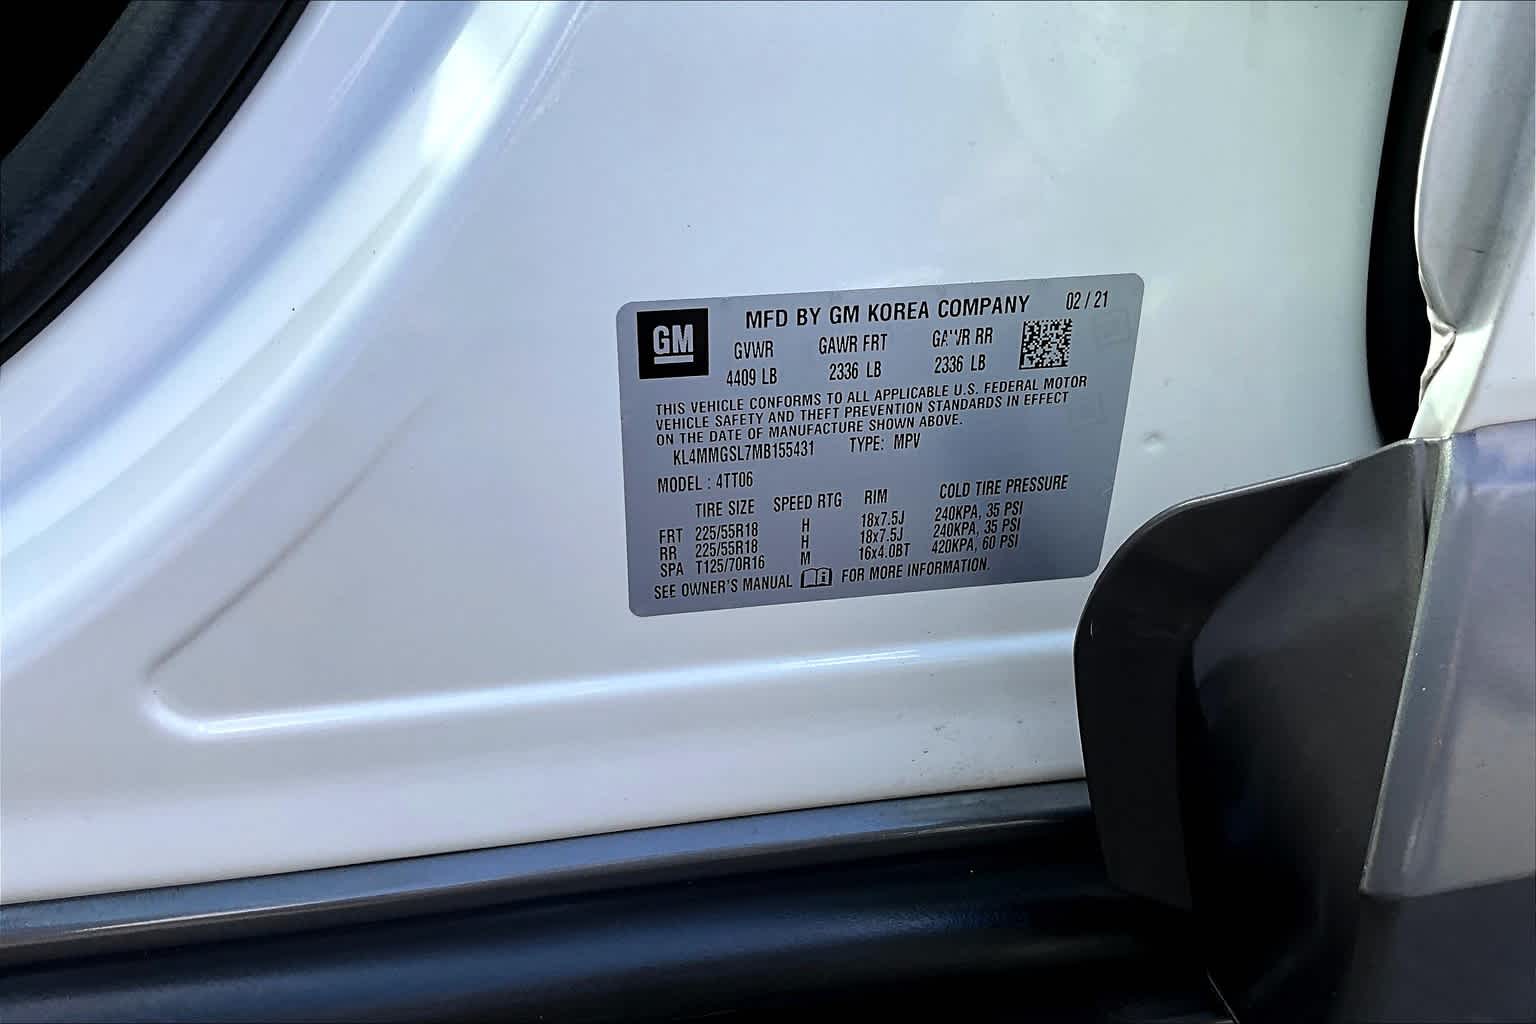 GM
MFD BY GM KOREA COMPANY 02/21
GVWR GAWR FRT GAWR RR
4409 LB 2336 LB 2336 LB
THIS VEHICLE CONFORMS TO ALL APPLICABLE U.S. FEDERAL MOTOR
VEHICLE SAFETY AND THEFT PREVENTION STANDARDS IN EFFECT
ON THE DATE OF MANUFACTURE SHOWN ABOVE.
KL4MMGSL7MB155431 TYPE: MPV
MODEL : 4TT06
TIRE SIZE SPEED RTG RIM COLD TIRE PRESSURE
FRT 225/55R18 H 18x7.5J 240KPA, 35 PSI
RR 225/55R18 H 18x7.5J 240KPA, 35 PSI
SPA T125/70R16 M 16x4.0BT 420KPA, 60 PSI
SEE OWNER'S MANUAL FOR MORE INFORMATION.